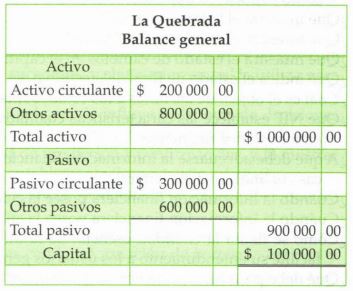 La Quebrada
Balance general
Activo
Activo circulante $ 200 000 00
Otros activos 800 000 00
Total activo $ 1 000 000 00
Pasivo
Pasivo circulante $ 300 000 00
Otros pasivos 600 000 00
Total pasivo 900 000 00
Capital $ 100 000 00